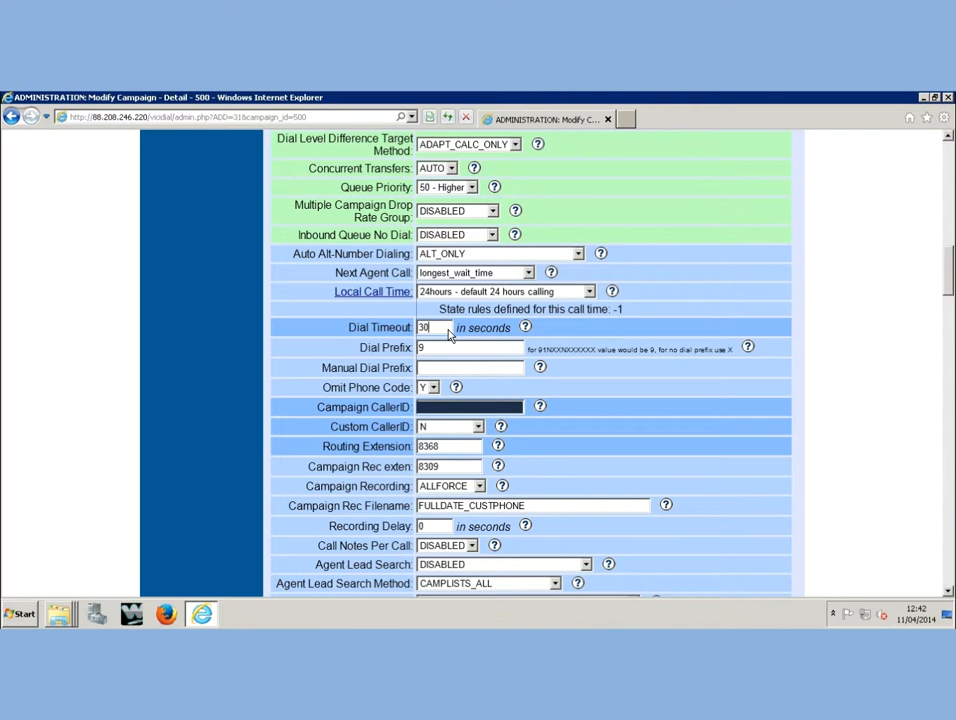 ADMINISTRATION: Modify Campaign - Detail - 500 - Windows Internet Explorer
http://88.208.246.220/vicidial/admin.php?ADD=31&campaign_id=500
ADMINISTRATION: Modify C...
Dial Level Difference Target Method: ADAPT_CALC_ONLY ?
Concurrent Transfers: AUTO ?
Queue Priority: 50 - Higher ?
Multiple Campaign Drop Rate Group: DISABLED ?
Inbound Queue No Dial: DISABLED ?
Auto Alt-Number Dialing: ALT_ONLY ?
Next Agent Call: longest_wait_time ?
Local Call Time: 24hours - default 24 hours calling ?
State rules defined for this call time: -1
Dial Timeout: 30 in seconds ?
Dial Prefix: 9 for 91NXXNXXXXXX value would be 9, for no dial prefix use X ?
Manual Dial Prefix: ?
Omit Phone Code: Y ?
Campaign CallerID: ?
Custom CallerID: N ?
Routing Extension: 8368 ?
Campaign Rec exten: 8309 ?
Campaign Recording: ALLFORCE ?
Campaign Rec Filename: FULLDATE_CUSTPHONE ?
Recording Delay: 0 in seconds ?
Call Notes Per Call: DISABLED ?
Agent Lead Search: DISABLED ?
Agent Lead Search Method: CAMPLISTS_ALL ?
Start
12:42
11/04/2014